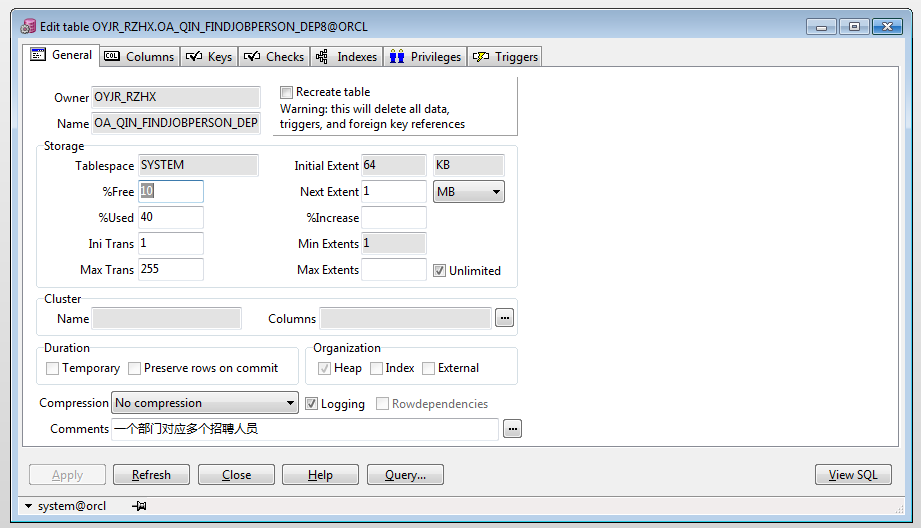 Edit table OYJR_RZHX.OA_QIN_FINDJOBPERSON_DEP8@ORCL
General Columns Keys Checks Indexes Privileges Triggers
Owner OYJR_RZHX
Name OA_QIN_FINDJOBPERSON_DEP
Recreate table
Warning: this will delete all data,
triggers, and foreign key references
Storage
Tablespace SYSTEM Initial Extent 64 KB
%Free 10 Next Extent 1 MB
%Used 40 %Increase
Ini Trans 1 Min Extents 1
Max Trans 255 Max Extents Unlimited
Cluster
Name Columns ...
Duration
Temporary Preserve rows on commit
Organization
Heap Index External
Compression No compression Logging Rowdependencies
Comments 一个部门对应多个招聘人员 ...
Apply Refresh Close Help Query... View SQL
system@orcl